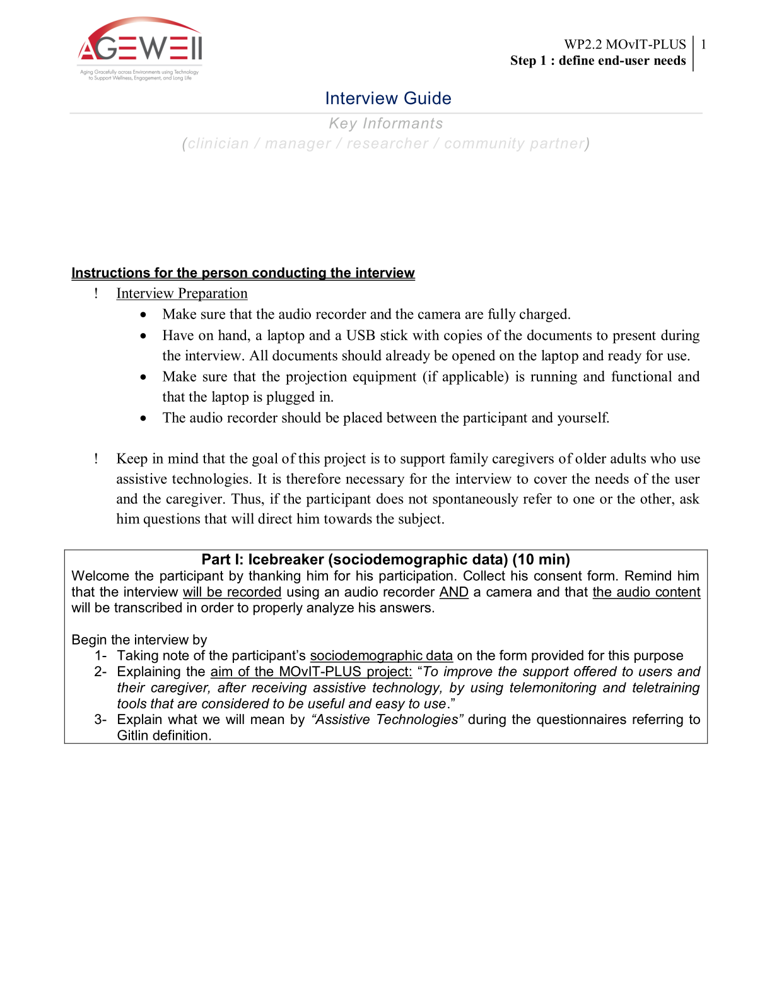 AGEWEll
Aging Gracefully across Environments using Technology
to Support Wellness, Engagement, and Long Life
WP2.2 MOvIT-PLUS 1
Step 1 : define end-user needs
Interview Guide
Key Informants
(clinician / manager / researcher / community partner)
Instructions for the person conducting the interview
! Interview Preparation
• Make sure that the audio recorder and the camera are fully charged.
• Have on hand, a laptop and a USB stick with copies of the documents to present during
the interview. All documents should already be opened on the laptop and ready for use.
• Make sure that the projection equipment (if applicable) is running and functional and
that the laptop is plugged in.
• The audio recorder should be placed between the participant and yourself.
! Keep in mind that the goal of this project is to support family caregivers of older adults who use
assistive technologies. It is therefore necessary for the interview to cover the needs of the user
and the caregiver. Thus, if the participant does not spontaneously refer to one or the other, ask
him questions that will direct him towards the subject.
Part I: Icebreaker (sociodemographic data) (10 min)
Welcome the participant by thanking him for his participation. Collect his consent form. Remind him
that the interview will be recorded using an audio recorder AND a camera and that the audio content
will be transcribed in order to properly analyze his answers.
Begin the interview by
1- Taking note of the participant’s sociodemographic data on the form provided for this purpose
2- Explaining the aim of the MOvIT-PLUS project: “To improve the support offered to users and
their caregiver, after receiving assistive technology, by using telemonitoring and teletraining
tools that are considered to be useful and easy to use.”
3- Explain what we will mean by “Assistive Technologies” during the questionnaires referring to
Gitlin definition.